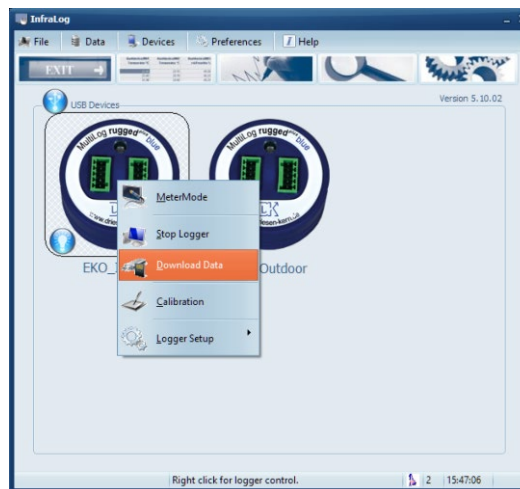 InfraLog
File Data Devices Preferences Help
EXIT
USB Devices
Version 5.10.02
MultiLog rugged plus blue
MultiLog rugged plus blue
MeterMode
Stop Logger
Download Data
Calibration
Logger Setup
EKO_
Outdoor
Right click for logger control.
2 15:47:06